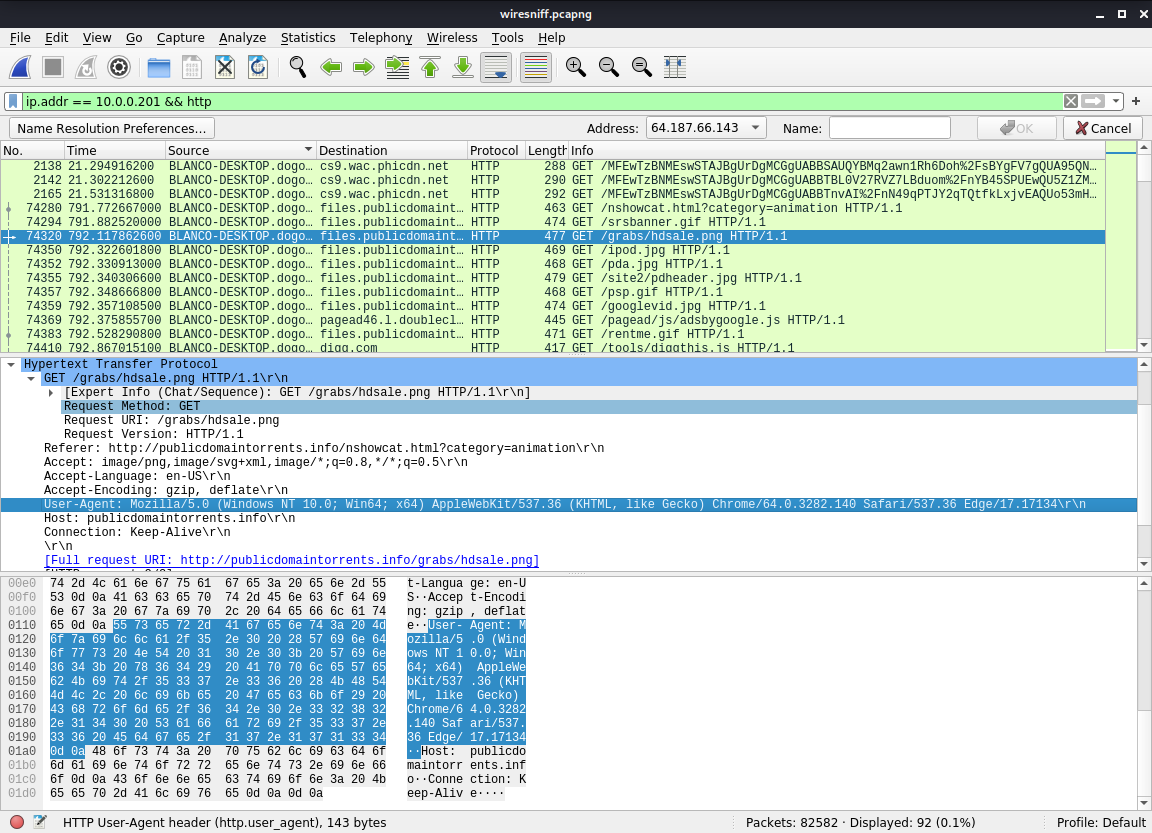 wiresniff.pcapng
File Edit View Go Capture Analyze Statistics Telephony Wireless Tools Help
ip.addr == 10.0.0.201 && http
Name Resolution Preferences... Address: 64.187.66.143 Name: OK Cancel
No. Time Source Destination Protocol Length Info
2138 21.294916200 BLANCO-DESKTOP.dogo… cs9.wac.phicdn.net HTTP 288 GET /MFEwTzBNMEswSTAJBgUrDgMCGgUABBSAUQYBMq2awn1Rh6Doh%2FsBYgFV7gQUA95QN…
2142 21.302212600 BLANCO-DESKTOP.dogo… cs9.wac.phicdn.net HTTP 290 GET /MFEwTzBNMEswSTAJBgUrDgMCGgUABBTBL0V27RVZ7LBduom%2FnYB45SPUEwQU5Z1ZM…
2165 21.531316800 BLANCO-DESKTOP.dogo… cs9.wac.phicdn.net HTTP 292 GET /MFEwTzBNMEswSTAJBgUrDgMCGgUABBTnvAI%2FnN49qPTJY2qTQtfkLxjvEAQUo53mH…
74280 791.772667000 BLANCO-DESKTOP.dogo… files.publicdomaint… HTTP 463 GET /nshowcat.html?category=animation HTTP/1.1
74294 791.882520000 BLANCO-DESKTOP.dogo… files.publicdomaint… HTTP 474 GET /srsbanner.gif HTTP/1.1
74320 792.117862600 BLANCO-DESKTOP.dogo… files.publicdomaint… HTTP 477 GET /grabs/hdsale.png HTTP/1.1
74350 792.322601800 BLANCO-DESKTOP.dogo… files.publicdomaint… HTTP 469 GET /ipod.jpg HTTP/1.1
74352 792.330913000 BLANCO-DESKTOP.dogo… files.publicdomaint… HTTP 468 GET /pda.jpg HTTP/1.1
74355 792.340306600 BLANCO-DESKTOP.dogo… files.publicdomaint… HTTP 479 GET /site2/pdheader.jpg HTTP/1.1
74357 792.348666800 BLANCO-DESKTOP.dogo… files.publicdomaint… HTTP 468 GET /psp.gif HTTP/1.1
74359 792.357108500 BLANCO-DESKTOP.dogo… files.publicdomaint… HTTP 474 GET /googlevid.jpg HTTP/1.1
74369 792.375855700 BLANCO-DESKTOP.dogo… pagead46.l.doublecl… HTTP 445 GET /pagead/js/adsbygoogle.js HTTP/1.1
74383 792.528290800 BLANCO-DESKTOP.dogo… files.publicdomaint… HTTP 471 GET /rentme.gif HTTP/1.1
74410 792.867015100 BLANCO-DESKTOP.dogo… digg.com HTTP 417 GET /tools/diggthis.js HTTP/1.1
Hypertext Transfer Protocol
GET /grabs/hdsale.png HTTP/1.1\r\n
[Expert Info (Chat/Sequence): GET /grabs/hdsale.png HTTP/1.1\r\n]
Request Method: GET
Request URI: /grabs/hdsale.png
Request Version: HTTP/1.1
Referer: http://publicdomaintorrents.info/nshowcat.html?category=animation\r\n
Accept: image/png,image/svg+xml,image/*;q=0.8,*/*;q=0.5\r\n
Accept-Language: en-US\r\n
Accept-Encoding: gzip, deflate\r\n
User-Agent: Mozilla/5.0 (Windows NT 10.0; Win64; x64) AppleWebKit/537.36 (KHTML, like Gecko) Chrome/64.0.3282.140 Safari/537.36 Edge/17.17134\r\n
Host: publicdomaintorrents.info\r\n
Connection: Keep-Alive\r\n
\r\n
[Full request URI: http://publicdomaintorrents.info/grabs/hdsale.png]
00e0 74 2d 4c 61 6e 67 75 61 67 65 3a 20 65 6e 2d 55 t-Langua ge: en-U
00f0 53 0d 0a 41 63 63 65 70 74 2d 45 6e 63 6f 64 69 S··Accep t-Encodi
0100 6e 67 3a 20 67 7a 69 70 2c 20 64 65 66 6c 61 74 ng: gzip , deflat
0110 65 0d 0a 55 73 65 72 2d 41 67 65 6e 74 3a 20 4d e··User- Agent: M
0120 6f 7a 69 6c 6c 61 2f 35 2e 30 20 28 57 69 6e 64 ozilla/5 .0 (Wind
0130 6f 77 73 20 4e 54 20 31 30 2e 30 3b 20 57 69 6e ows NT 1 0.0; Win
0140 36 34 3b 20 78 36 34 29 20 41 70 70 6c 65 57 65 64; x64) AppleWe
0150 62 4b 69 74 2f 35 33 37 2e 33 36 20 28 4b 48 54 bKit/537 .36 (KHT
0160 4d 4c 2c 20 6c 69 6b 65 20 47 65 63 6b 6f 29 20 ML, like Gecko)
0170 43 68 72 6f 6d 65 2f 36 34 2e 30 2e 33 32 38 32 Chrome/6 4.0.3282
0180 2e 31 34 30 20 53 61 66 61 72 69 2f 35 33 37 2e .140 Saf ari/537.
0190 33 36 20 45 64 67 65 2f 31 37 2e 31 37 31 33 34 36 Edge/ 17.17134
01a0 0d 0a 48 6f 73 74 3a 20 70 75 62 6c 69 63 64 6f ··Host: publicdo
01b0 6d 61 69 6e 74 6f 72 72 65 6e 74 73 2e 69 6e 66 maintorr ents.inf
01c0 6f 0d 0a 43 6f 6e 6e 65 63 74 69 6f 6e 3a 20 4b o··Conne ction: K
01d0 65 65 70 2d 41 6c 69 76 65 0d 0a 0d 0a eep-Aliv e····
HTTP User-Agent header (http.user_agent), 143 bytes Packets: 82582 · Displayed: 92 (0.1%) Profile: Default